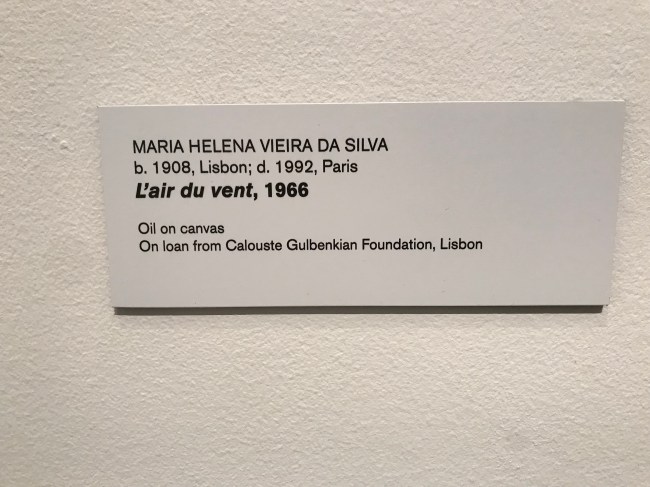 MARIA HELENA VIEIRA DA SILVA
b. 1908, Lisbon; d. 1992, Paris
L'air du vent, 1966
Oil on canvas
On loan from Calouste Gulbenkian Foundation, Lisbon